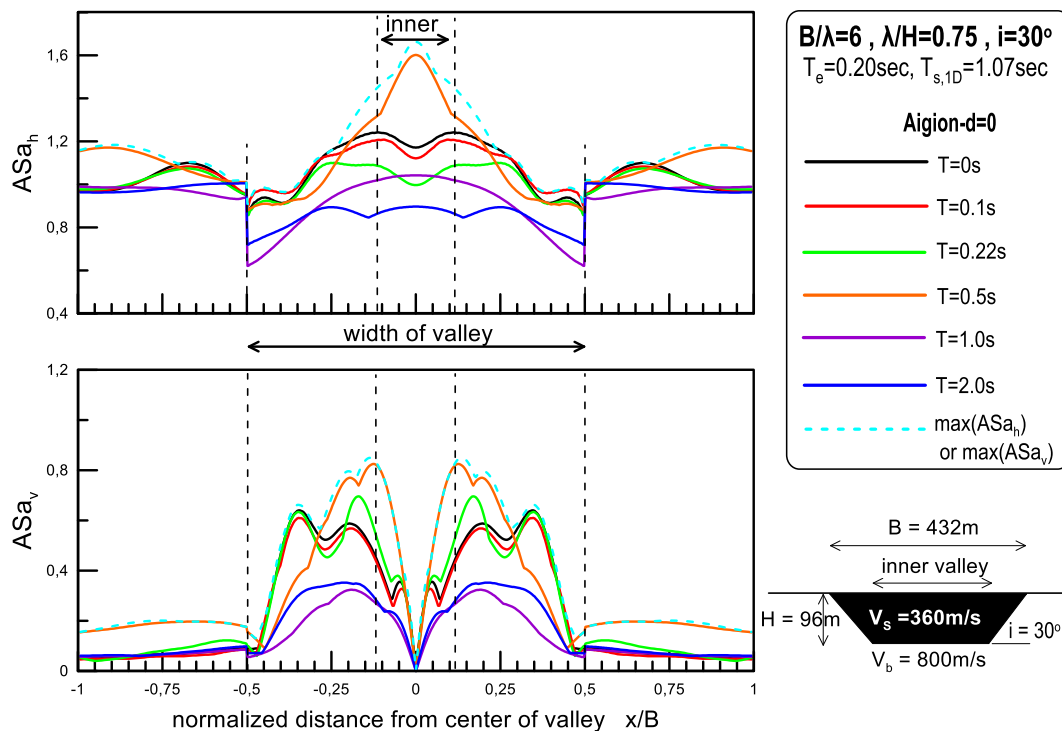 inner
1,6
1,2
0,8
0,4
ASa_h
width of valley
1,2
0,8
0,4
0
ASa_v
-1 -0,75 -0,5 -0,25 0 0,25 0,5 0,75 1
normalized distance from center of valley x/B
B/λ=6 , λ/H=0.75 , i=30°
T_e=0.20sec, T_s,1D=1.07sec
Aigion-d=0
T=0s
T=0.1s
T=0.22s
T=0.5s
T=1.0s
T=2.0s
max(ASa_h)
or max(ASa_v)
B = 432m
inner valley
H = 96m
V_S =360m/s
i = 30°
V_b = 800m/s